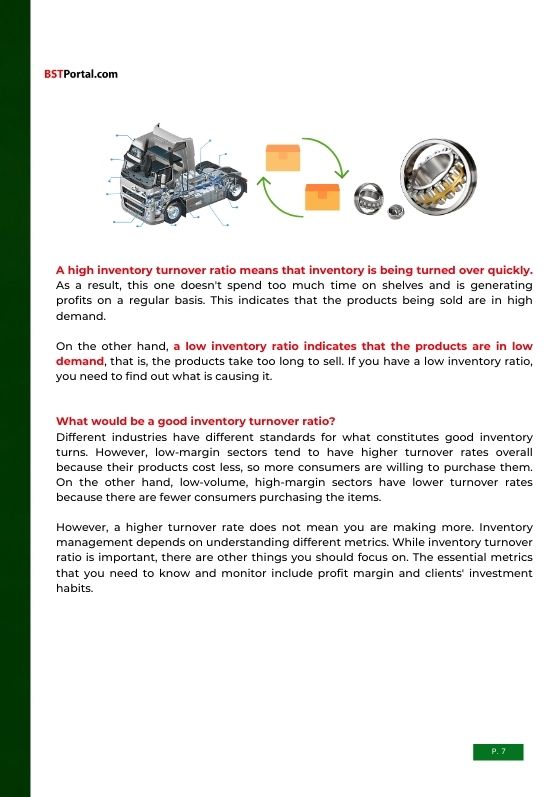 BSTPortal.com
A high inventory turnover ratio means that inventory is being turned over quickly.
As a result, this one doesn't spend too much time on shelves and is generating
profits on a regular basis. This indicates that the products being sold are in high
demand.
On the other hand, a low inventory ratio indicates that the products are in low
demand, that is, the products take too long to sell. If you have a low inventory ratio,
you need to find out what is causing it.
What would be a good inventory turnover ratio?
Different industries have different standards for what constitutes good inventory
turns. However, low-margin sectors tend to have higher turnover rates overall
because their products cost less, so more consumers are willing to purchase them.
On the other hand, low-volume, high-margin sectors have lower turnover rates
because there are fewer consumers purchasing the items.
However, a higher turnover rate does not mean you are making more. Inventory
management depends on understanding different metrics. While inventory turnover
ratio is important, there are other things you should focus on. The essential metrics
that you need to know and monitor include profit margin and clients' investment
habits.
P. 7